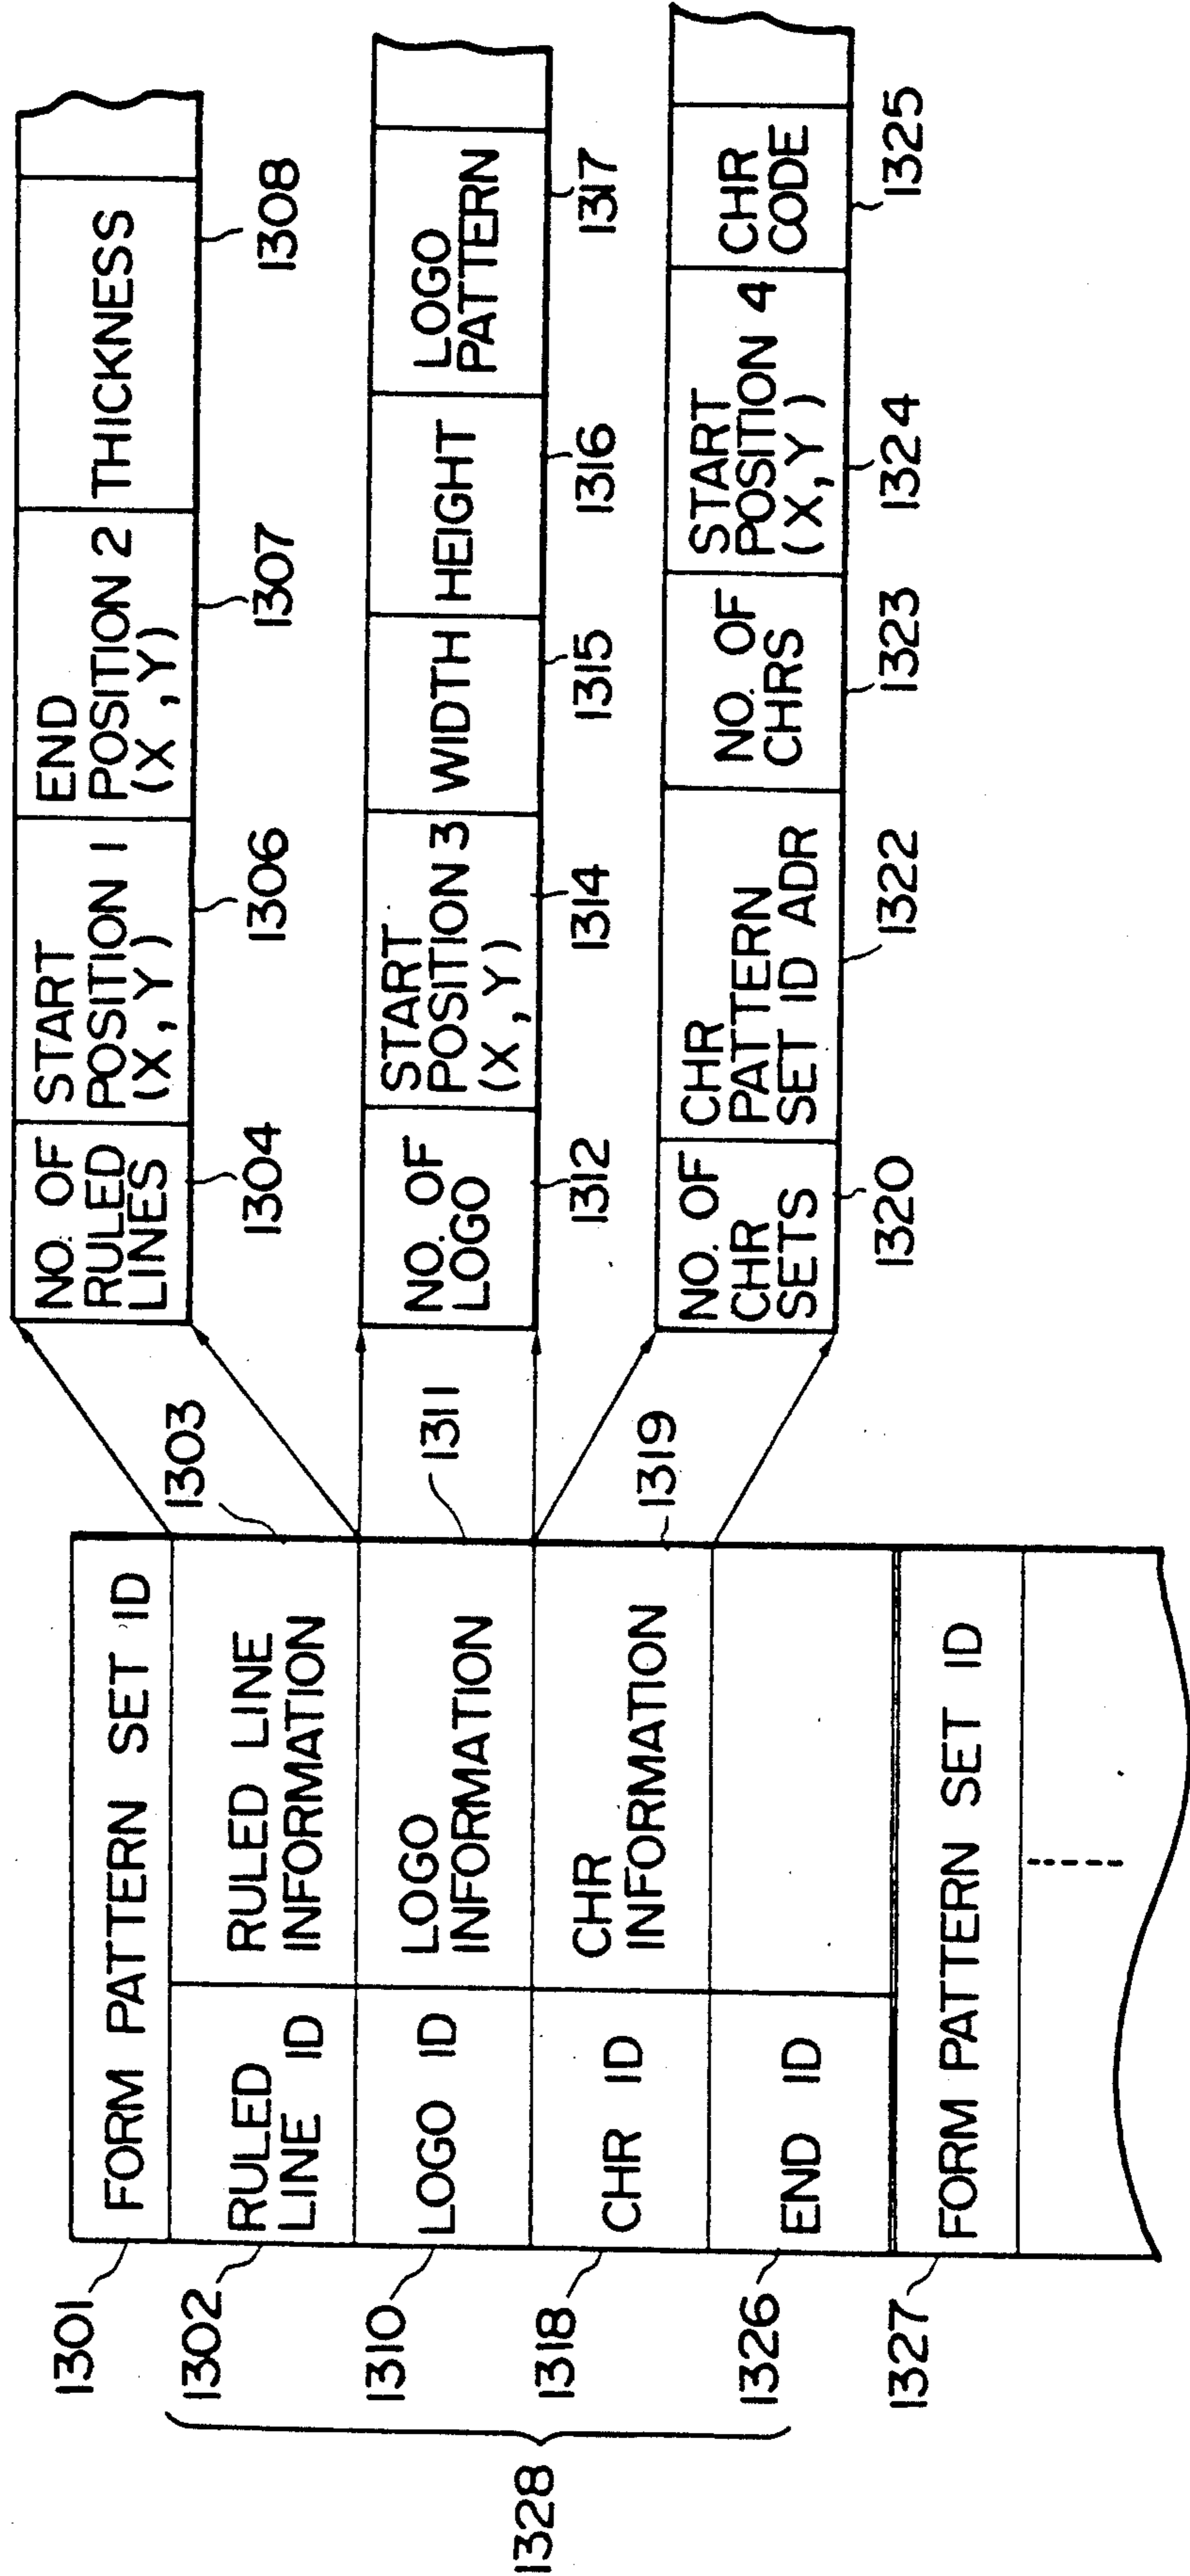 1301
FORM PATTERN SET ID
1302
RULED
LINE ID
RULED LINE
INFORMATION
1303
1310
LOGO ID
LOGO
INFORMATION
1311
1318
CHR ID
CHR
INFORMATION
1319
1326
END ID
1327
FORM PATTERN SET ID
1328
NO. OF
RULED
LINES
1304
START
POSITION 1
(X, Y)
1306
END
POSITION 2
(X, Y)
1307
THICKNESS
1308
NO. OF
LOGO
1312
START
POSITION 3
(X, Y)
1314
WIDTH
1315
HEIGHT
1316
LOGO
PATTERN
1317
NO. OF
CHR
SETS
1320
CHR
PATTERN
SET ID ADR
1322
NO. OF
CHRS
1323
START
POSITION 4
(X, Y)
1324
CHR
CODE
1325